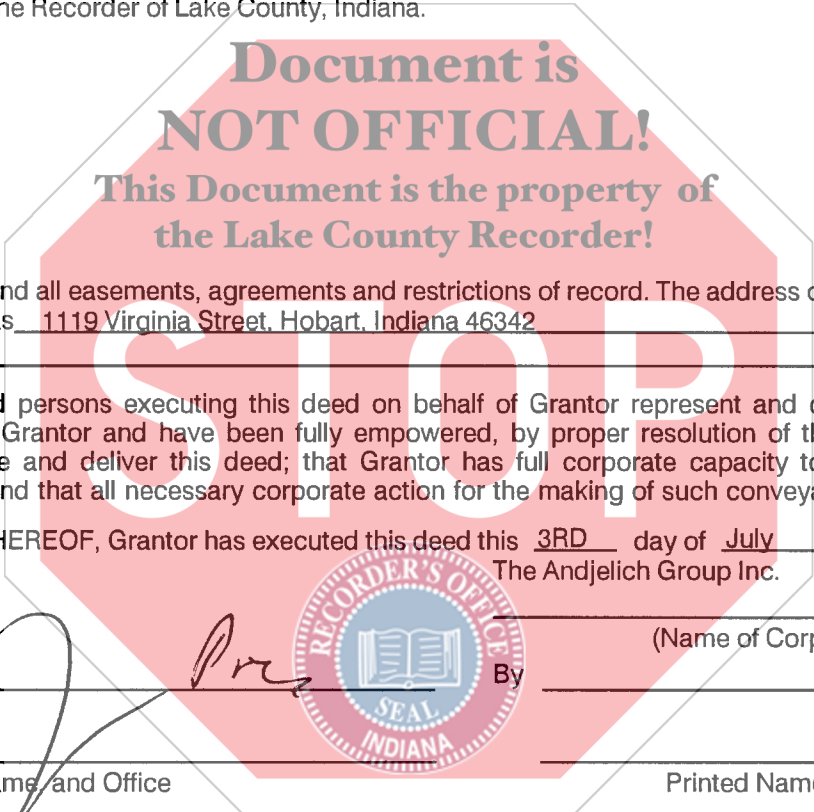 he Recorder of Lake County, Indiana.
Document is
NOT OFFICIAL!
This Document is the property of
the Lake County Recorder!
nd all easements, agreements and restrictions of record. The address
s 1119 Virginia Street, Hobart, Indiana 46342
STOP
persons executing this deed on behalf of Grantor represent and
Grantor and have been fully empowered, by proper resolution of th
e and deliver this deed; that Grantor has full corporate capacity to
nd that all necessary corporate action for the making of such conveya
HEREOF, Grantor has executed this deed this 3RD day of July
The Andjelich Group Inc.
(Name of Corp
Pres
By
RECORDER'S OFFICE
SEAL
INDIANA
me, and Office
Printed Name